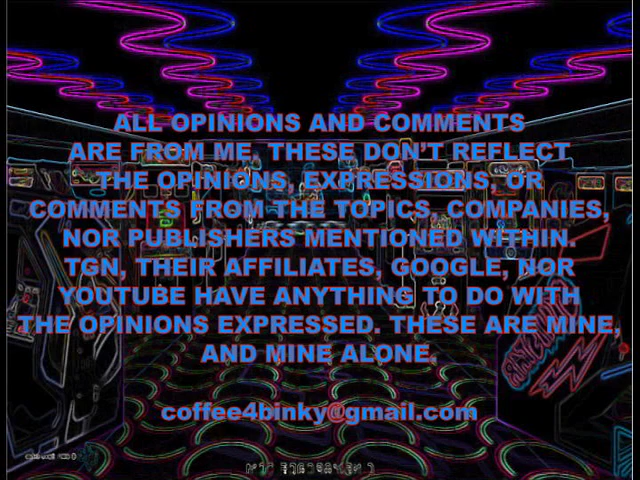 ALL OPINIONS AND COMMENTS
ARE FROM ME, THESE DON'T REFLECT
THE OPINIONS, EXPRESSIONS, OR
COMMENTS FROM THE TOPICS, COMPANIES,
NOR PUBLISHERS MENTIONED WITHIN.
TGN, THEIR AFFILIATES, GOOGLE, NOR
YOUTUBE HAVE ANYTHING TO DO WITH
THE OPINIONS EXPRESSED. THESE ARE MINE,
AND MINE ALONE.
coffee4binky@gmail.com